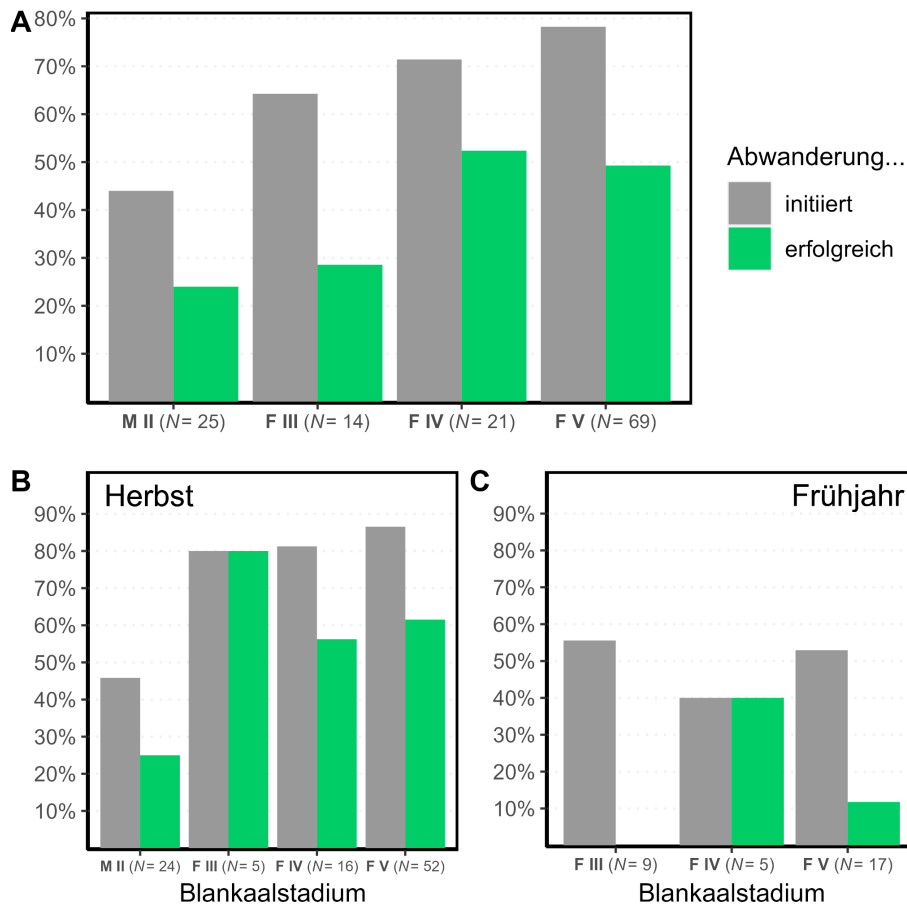 A
80%
70%
60%
50%
40%
30%
20%
10%
M II (N= 25) F III (N= 14) F IV (N= 21) F V (N= 69)
Abwanderung...
initiiert
erfolgreich
B
Herbst
90%
80%
70%
60%
50%
40%
30%
20%
10%
M II (N= 24) F III (N= 5) F IV (N= 16) F V (N= 52)
Blankaalstadium
C
Frühjahr
90%
80%
70%
60%
50%
40%
30%
20%
10%
F III (N= 9) F IV (N= 5) F V (N= 17)
Blankaalstadium